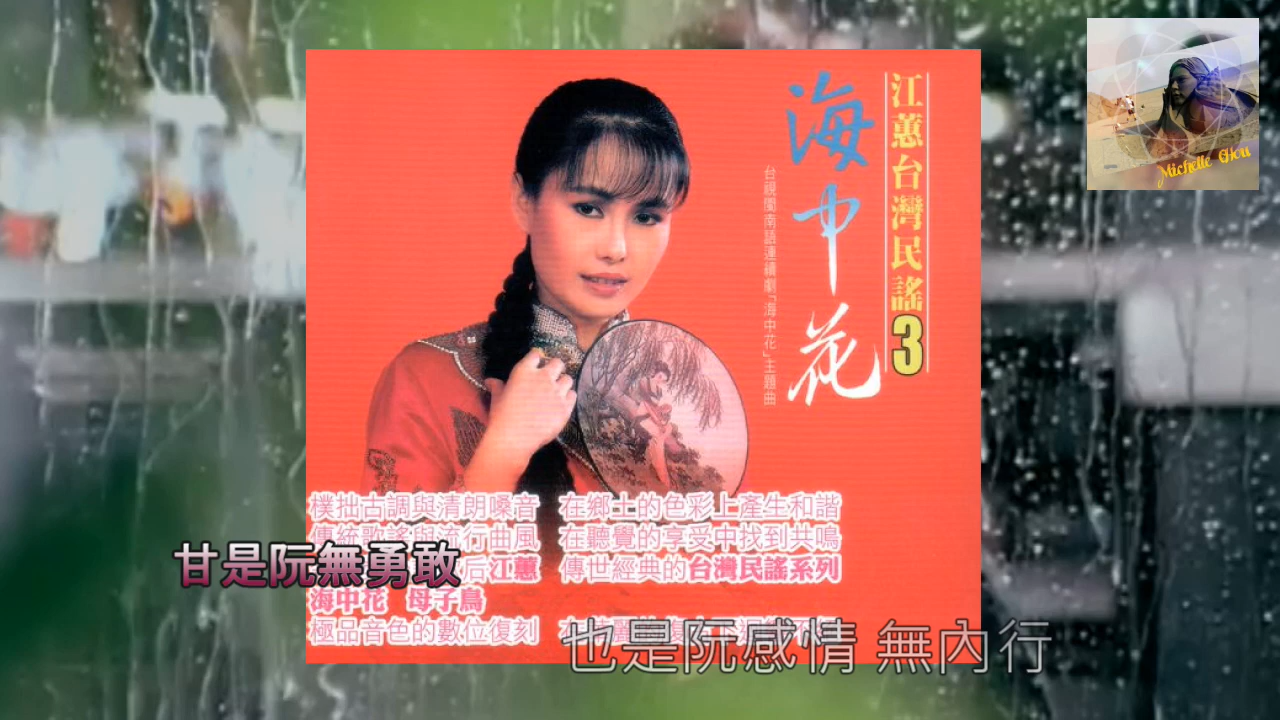 江蕙台灣民謠3
海中花
台視閩南語連續劇「海中花」主題曲
Michelle Chou
樸拙古調與清朗嗓音 在鄉土的色彩上產生和諧
傳統歌謠與流行曲風 在聽覺的享受中找到共鳴
后江蕙 傳世經典的台灣民謠系列
海中花 母子鳥
極品音色的數位復刻
甘是阮無勇敢
也是阮感情 無內行